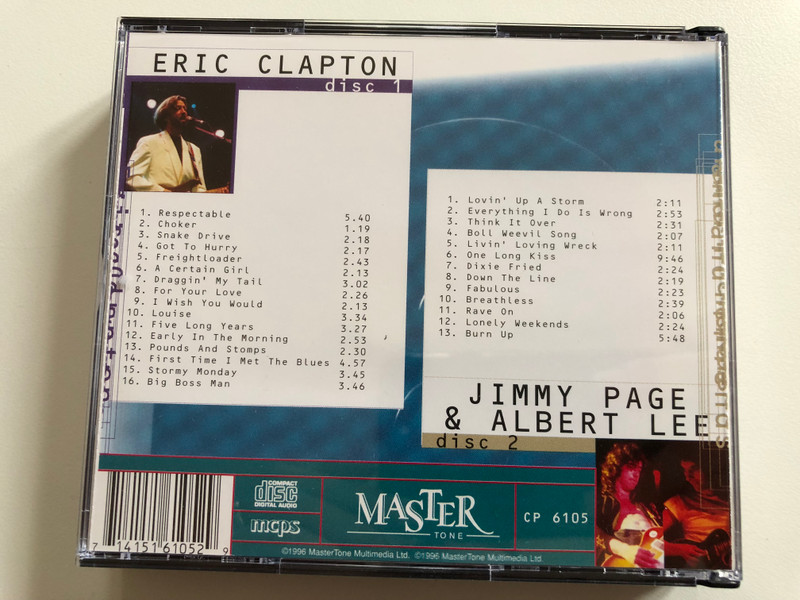 ERIC CLAPTON
disc 1
1. Respectable 5.40
2. Choker 1.19
3. Snake Drive 2.18
4. Got To Hurry 2.17
5. Freightloader 2.43
6. A Certain Girl 2.13
7. Draggin' My Tail 3.02
8. For Your Love 2.26
9. I Wish You Would 2.13
10. Louise 3.34
11. Five Long Years 3.27
12. Early In The Morning 2.53
13. Pounds And Stomps 2.30
14. First Time I Met The Blues 4.57
15. Stormy Monday 3.45
16. Big Boss Man 3.46
1. Lovin' Up A Storm 2:11
2. Everything I Do Is Wrong 2:53
3. Think It Over 2:31
4. Boll Weevil Song 2:07
5. Livin' Loving Wreck 2:11
6. One Long Kiss 9:46
7. Dixie Fried 2:24
8. Down The Line 2:19
9. Fabulous 2:23
10. Breathless 2:39
11. Rave On 2:06
12. Lonely Weekends 2:24
13. Burn Up 5:48
JIMMY PAGE
& ALBERT LEE
disc 2
COMPACT
disc
DIGITAL AUDIO
mcps
MASTER
TONE
CP 6105
7 14151 61052 9
©1996 MasterTone Multimedia Ltd. ©1996 MasterTone Multimedia Ltd